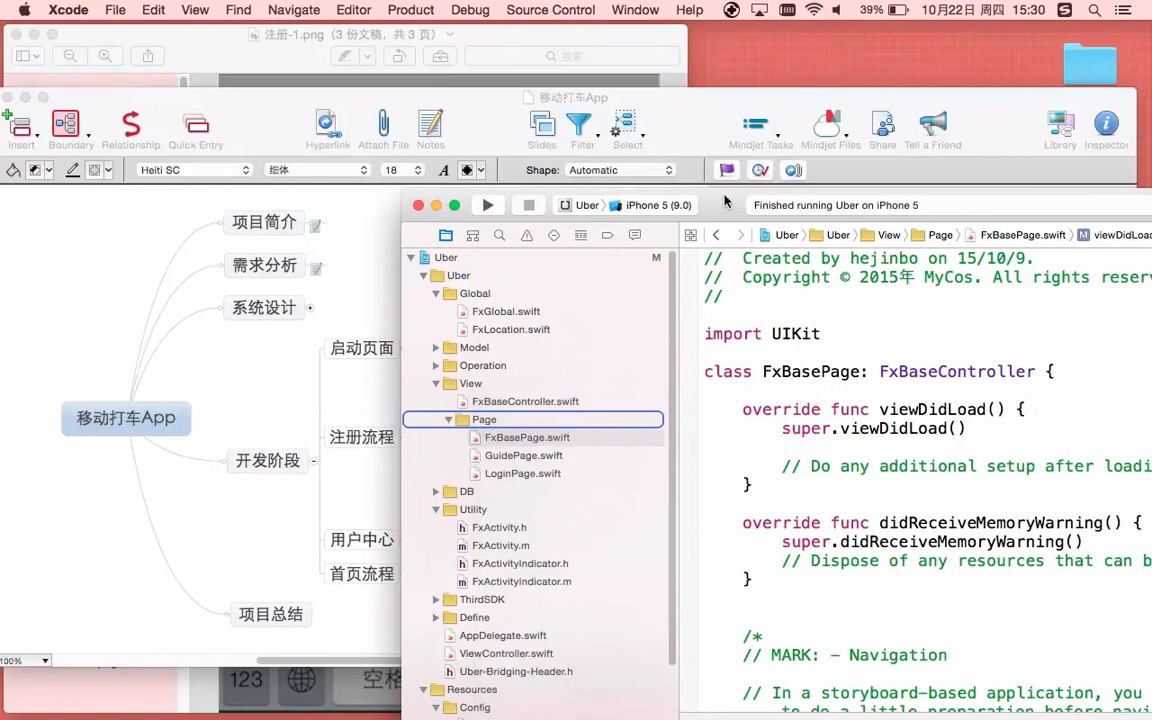 Xcode File Edit View Find Navigate Editor Product Debug Source Control Window Help 39% 10月22日 周四 15:30
注册-1.png（3 份文稿，共 3 页）
搜索
移动打车App
Insert Boundary Relationship Quick Entry Hyperlink Attach File Notes Slides Filter Select Mindjet Tasks Mindjet Files Share Tell a Friend Library Inspector
Heiti SC 细体 18 A Shape: Automatic
项目简介
需求分析
系统设计
启动页面
移动打车App
注册流程
开发阶段
用户中心
首页流程
项目总结
100%
123 空格
Uber iPhone 5 (9.0) Finished running Uber on iPhone 5
Uber Uber View Page FxBasePage.swift M viewDidLoad
Uber M
Uber
Global
FxGlobal.swift
FxLocation.swift
Model
Operation
View
FxBaseController.swift
Page
FxBasePage.swift
GuidePage.swift
LoginPage.swift
DB
Utility
FxActivity.h
FxActivity.m
FxActivityIndicator.h
FxActivityIndicator.m
ThirdSDK
Define
AppDelegate.swift
ViewController.swift
Uber-Bridging-Header.h
Resources
Config
// Created by hejinbo on 15/10/9.
// Copyright © 2015年 MyCos. All rights reserv
//
import UIKit
class FxBasePage: FxBaseController {
override func viewDidLoad() {
super.viewDidLoad()
// Do any additional setup after loadi
}
override func didReceiveMemoryWarning() {
super.didReceiveMemoryWarning()
// Dispose of any resources that can b
}
/*
// MARK: - Navigation
// In a storyboard-based application, you
to do a little preparation before navi